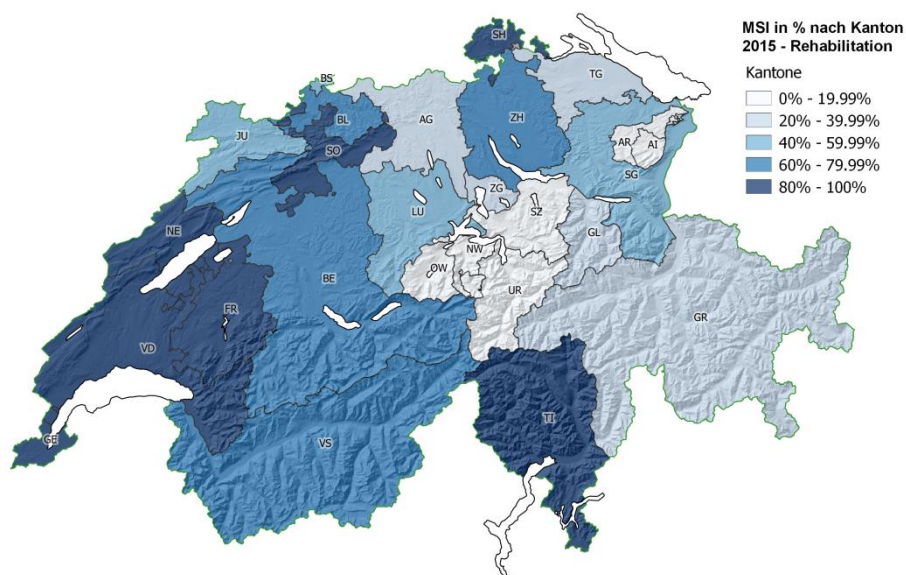 MSI in % nach Kanton
2015 - Rehabilitation
Kantone
0% - 19.99%
20% - 39.99%
40% - 59.99%
60% - 79.99%
80% - 100%
SH
BS
TG
BL
AG
ZH
JU
SO
AR
AI
SG
ZG
NE
LU
SZ
NW
GL
OW
BE
UR
FR
GR
VD
TI
GE
VS